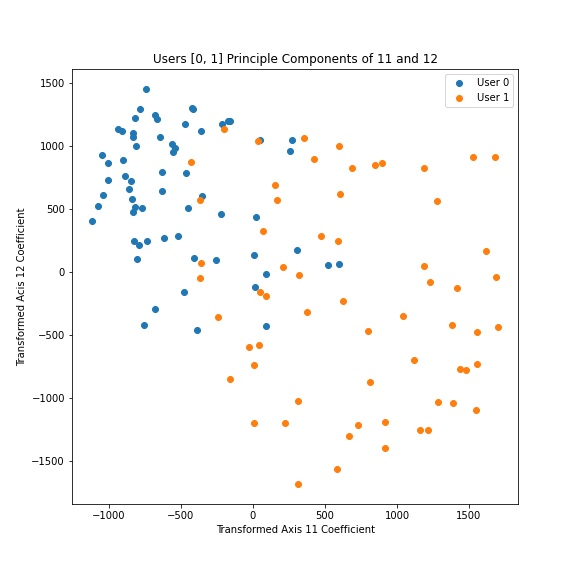 Users [0, 1] Principle Components of 11 and 12
User 0
User 1
1500
1000
500
0
−500
−1000
−1500
Transformed Acis 12 Coefficient
−1000
−500
0
500
1000
1500
Transformed Axis 11 Coefficient